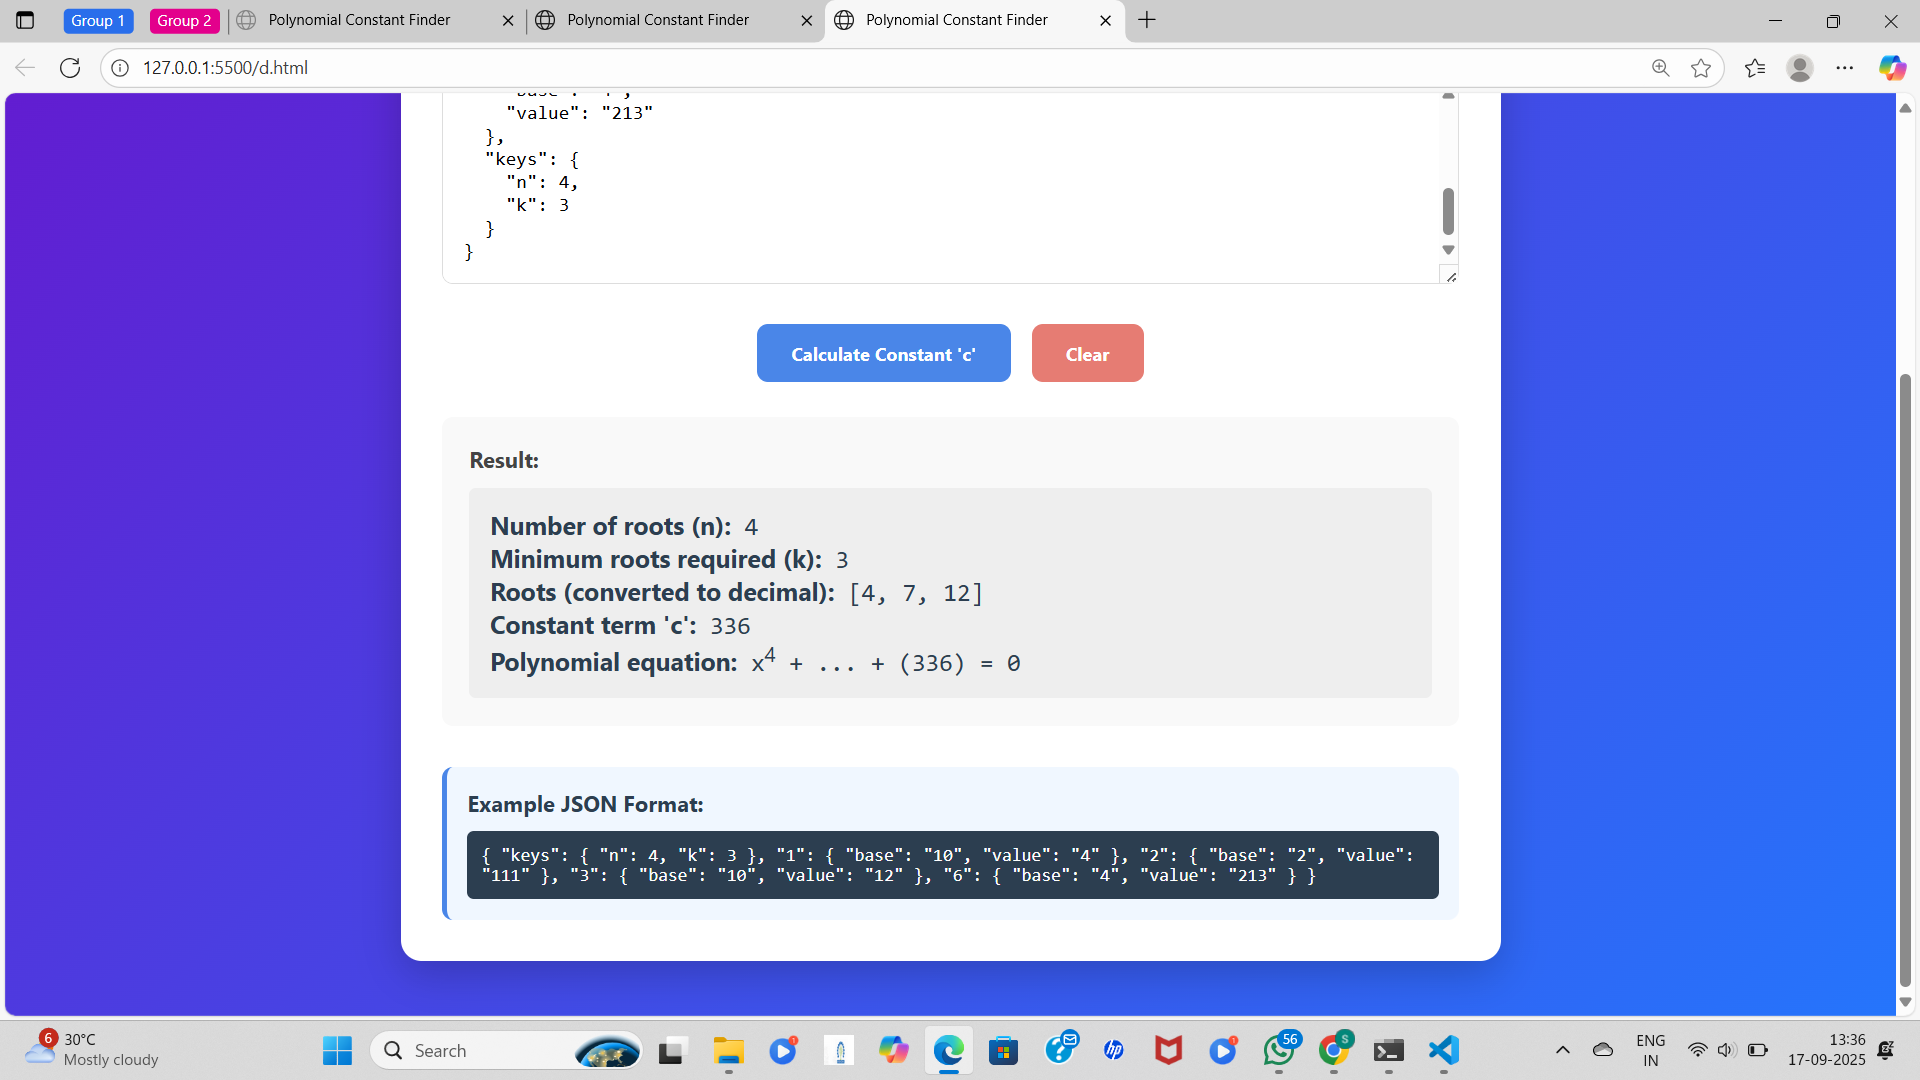 Group 1 Group 2 Polynomial Constant Finder Polynomial Constant Finder Polynomial Constant Finder
127.0.0.1:5500/d.html
"value": "213"
},
"keys": {
"n": 4,
"k": 3
}
}
Calculate Constant 'c' Clear
Result:
Number of roots (n): 4
Minimum roots required (k): 3
Roots (converted to decimal): [4, 7, 12]
Constant term 'c': 336
Polynomial equation: x⁴ + ... + (336) = 0
Example JSON Format:
{ "keys": { "n": 4, "k": 3 }, "1": { "base": "10", "value": "4" }, "2": { "base": "2", "value":
"111" }, "3": { "base": "10", "value": "12" }, "6": { "base": "4", "value": "213" } }
6 30°C
Mostly cloudy
Search
hp
56
S
ENG
IN
13:36
17-09-2025